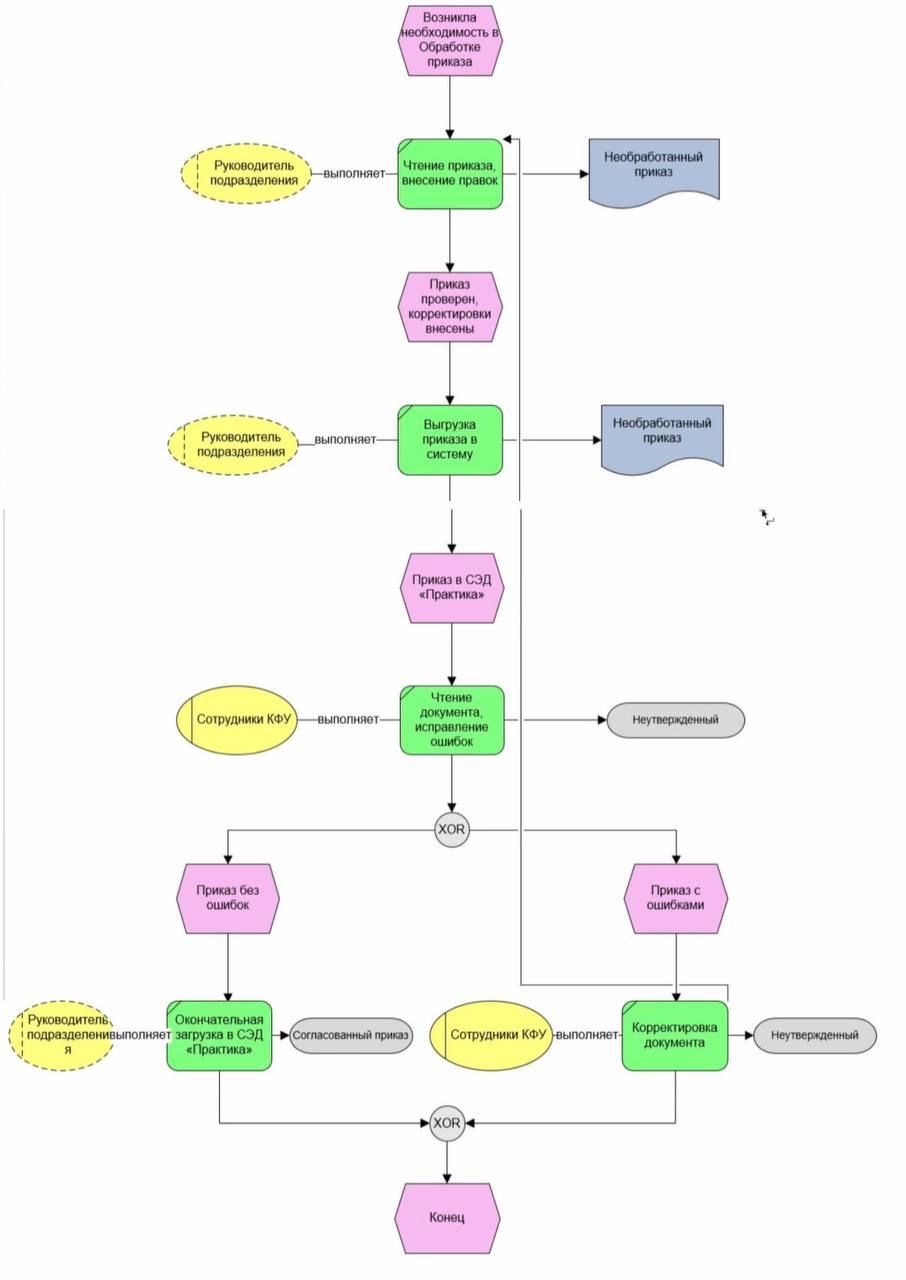 Возникла
необходимость в
Обработке
приказа
Руководитель
подразделения
выполняет
Чтение приказа,
внесение правок
Необработанный
приказ
Приказ
проверен,
корректировки
внесены
Руководитель
подразделения
выполняет
Выгрузка
приказа в
систему
Необработанный
приказ
Приказ в СЭД
«Практика»
Сотрудники КФУ
выполняет
Чтение
документа,
исправление
ошибок
Неутвержденный
XOR
Приказ без
ошибок
Приказ с
ошибками
Руководитель
подразделени
я
выполняет
Окончательная
загрузка в СЭД
«Практика»
Согласованный приказ
Сотрудники КФУ
выполняет
Корректировка
документа
Неутвержденный
XOR
Конец